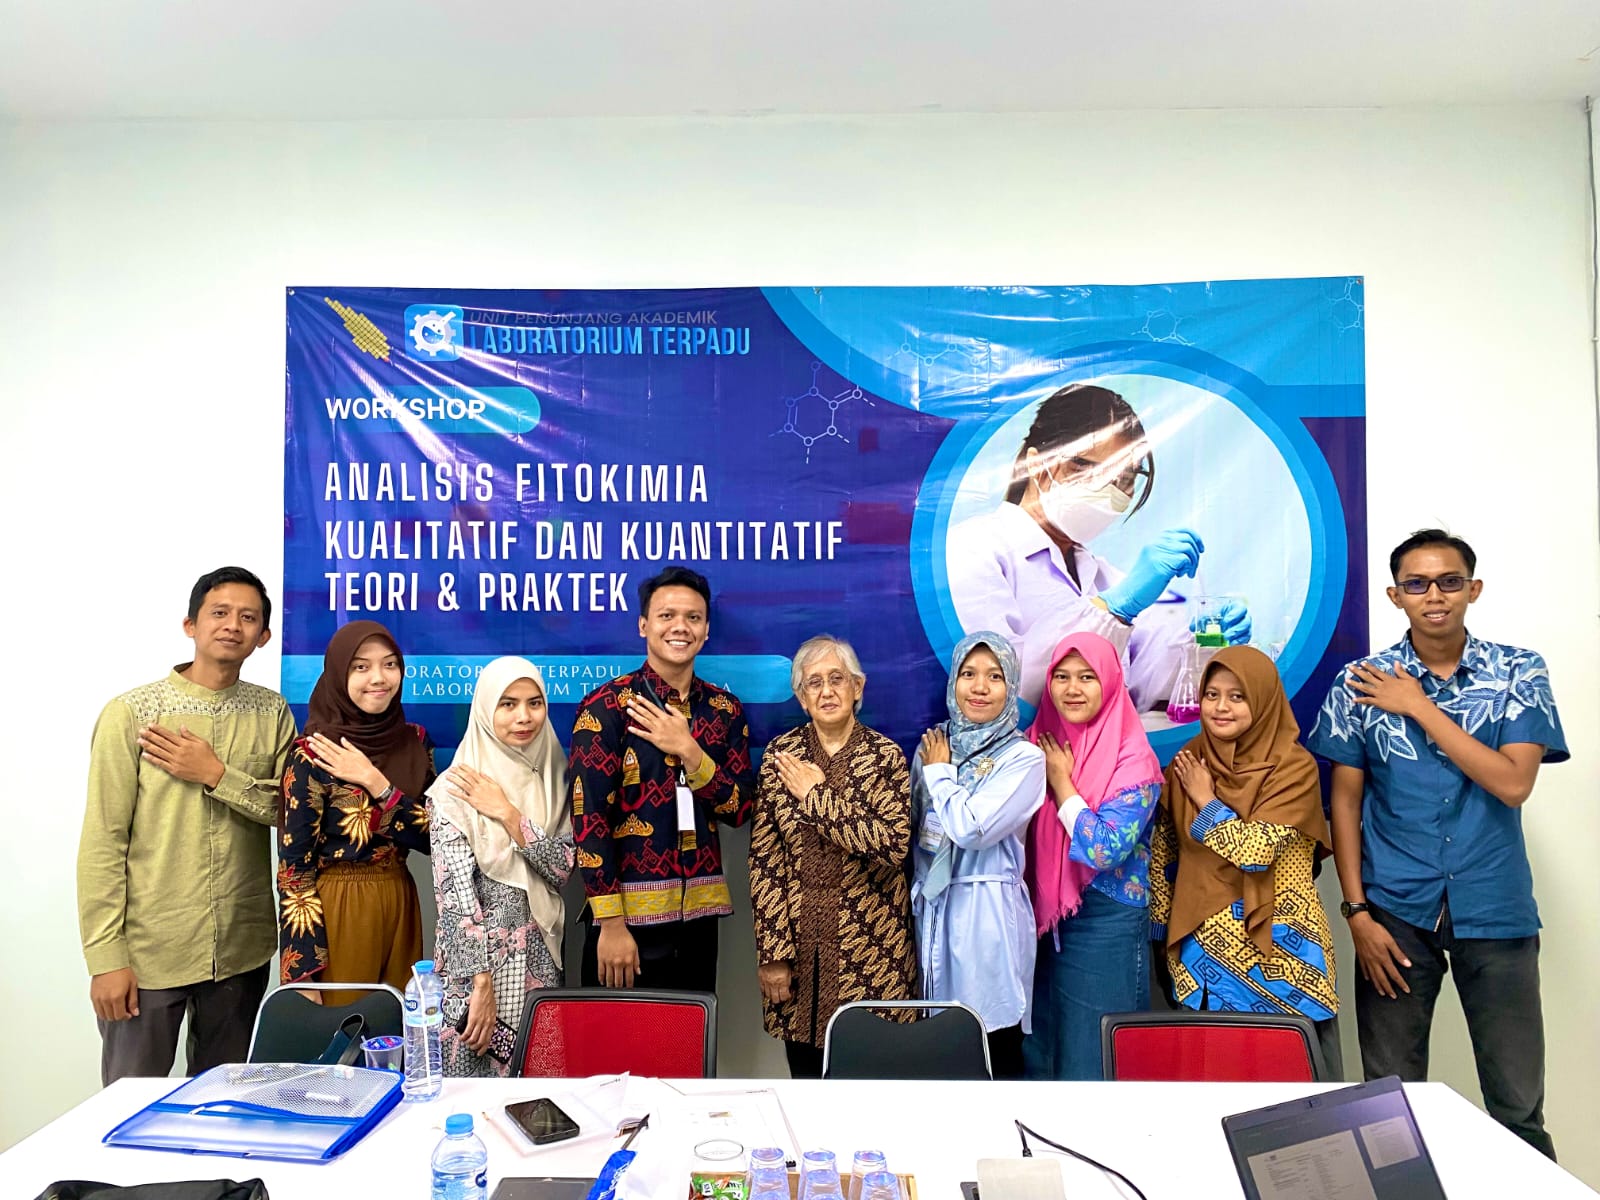 UNIT PENUNJANG AKADEMIK
LABORATORIUM TERPADU
WORKSHOP
ANALISIS FITOKIMIA
KUALITATIF DAN KUANTITATIF
TEORI & PRAKTEK
TERPADU